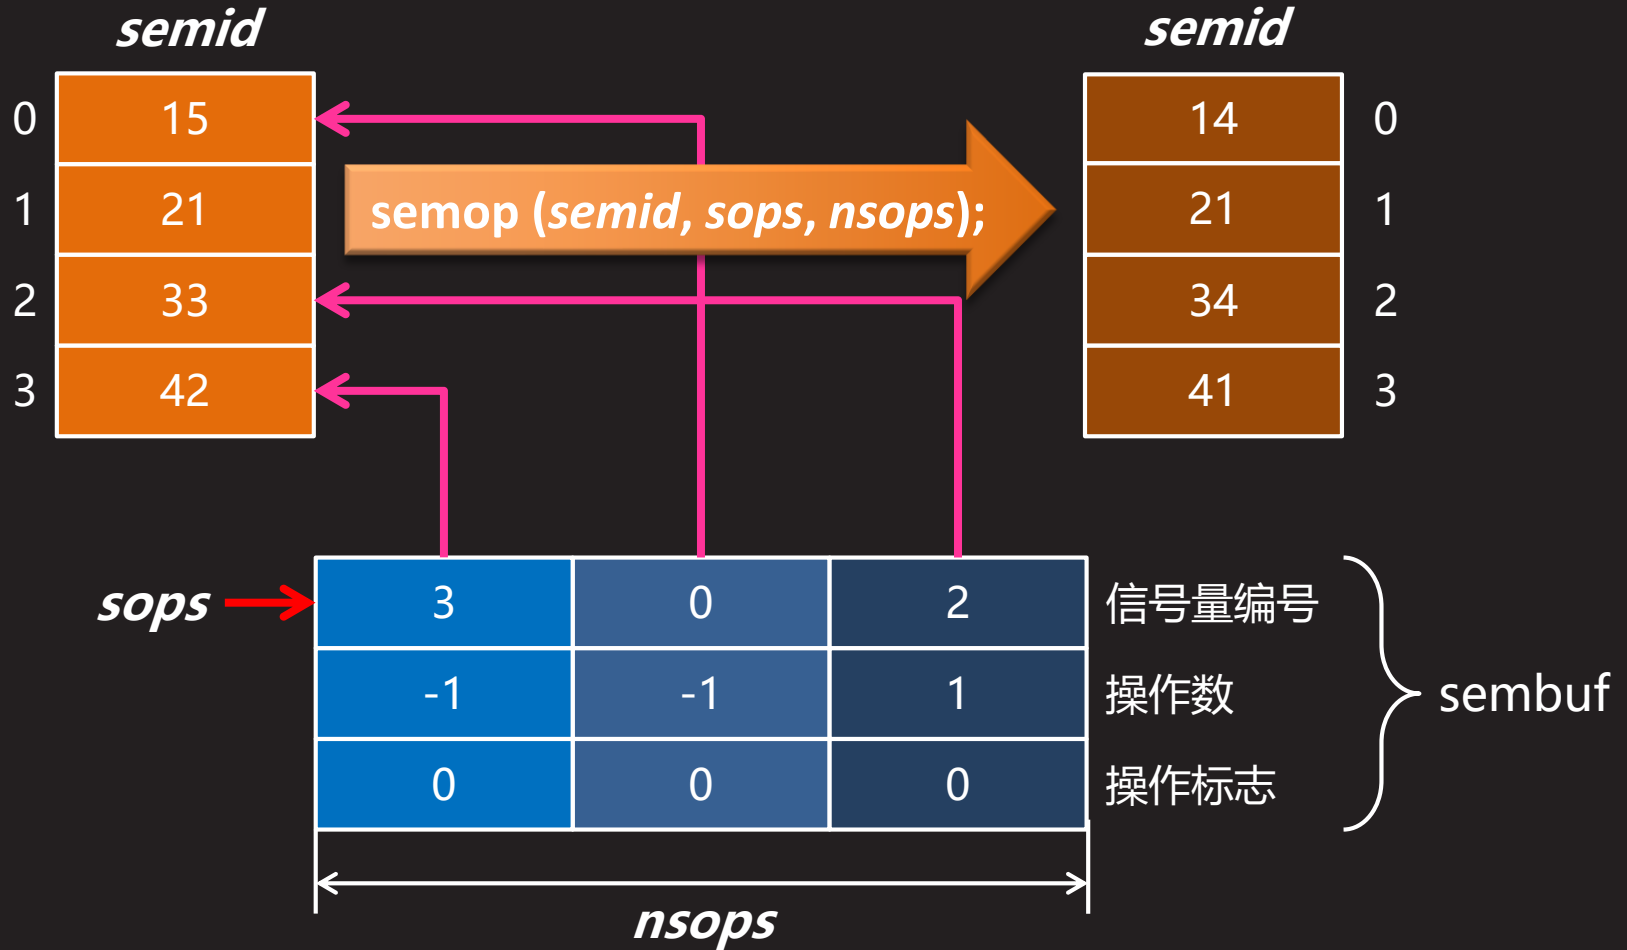 semid
semid
0 15 14 0
1 21 semop (semid, sops, nsops); 21 1
2 33 34 2
3 42 41 3
sops 3 0 2 信号量编号
-1 -1 1 操作数 sembuf
0 0 0 操作标志
nsops